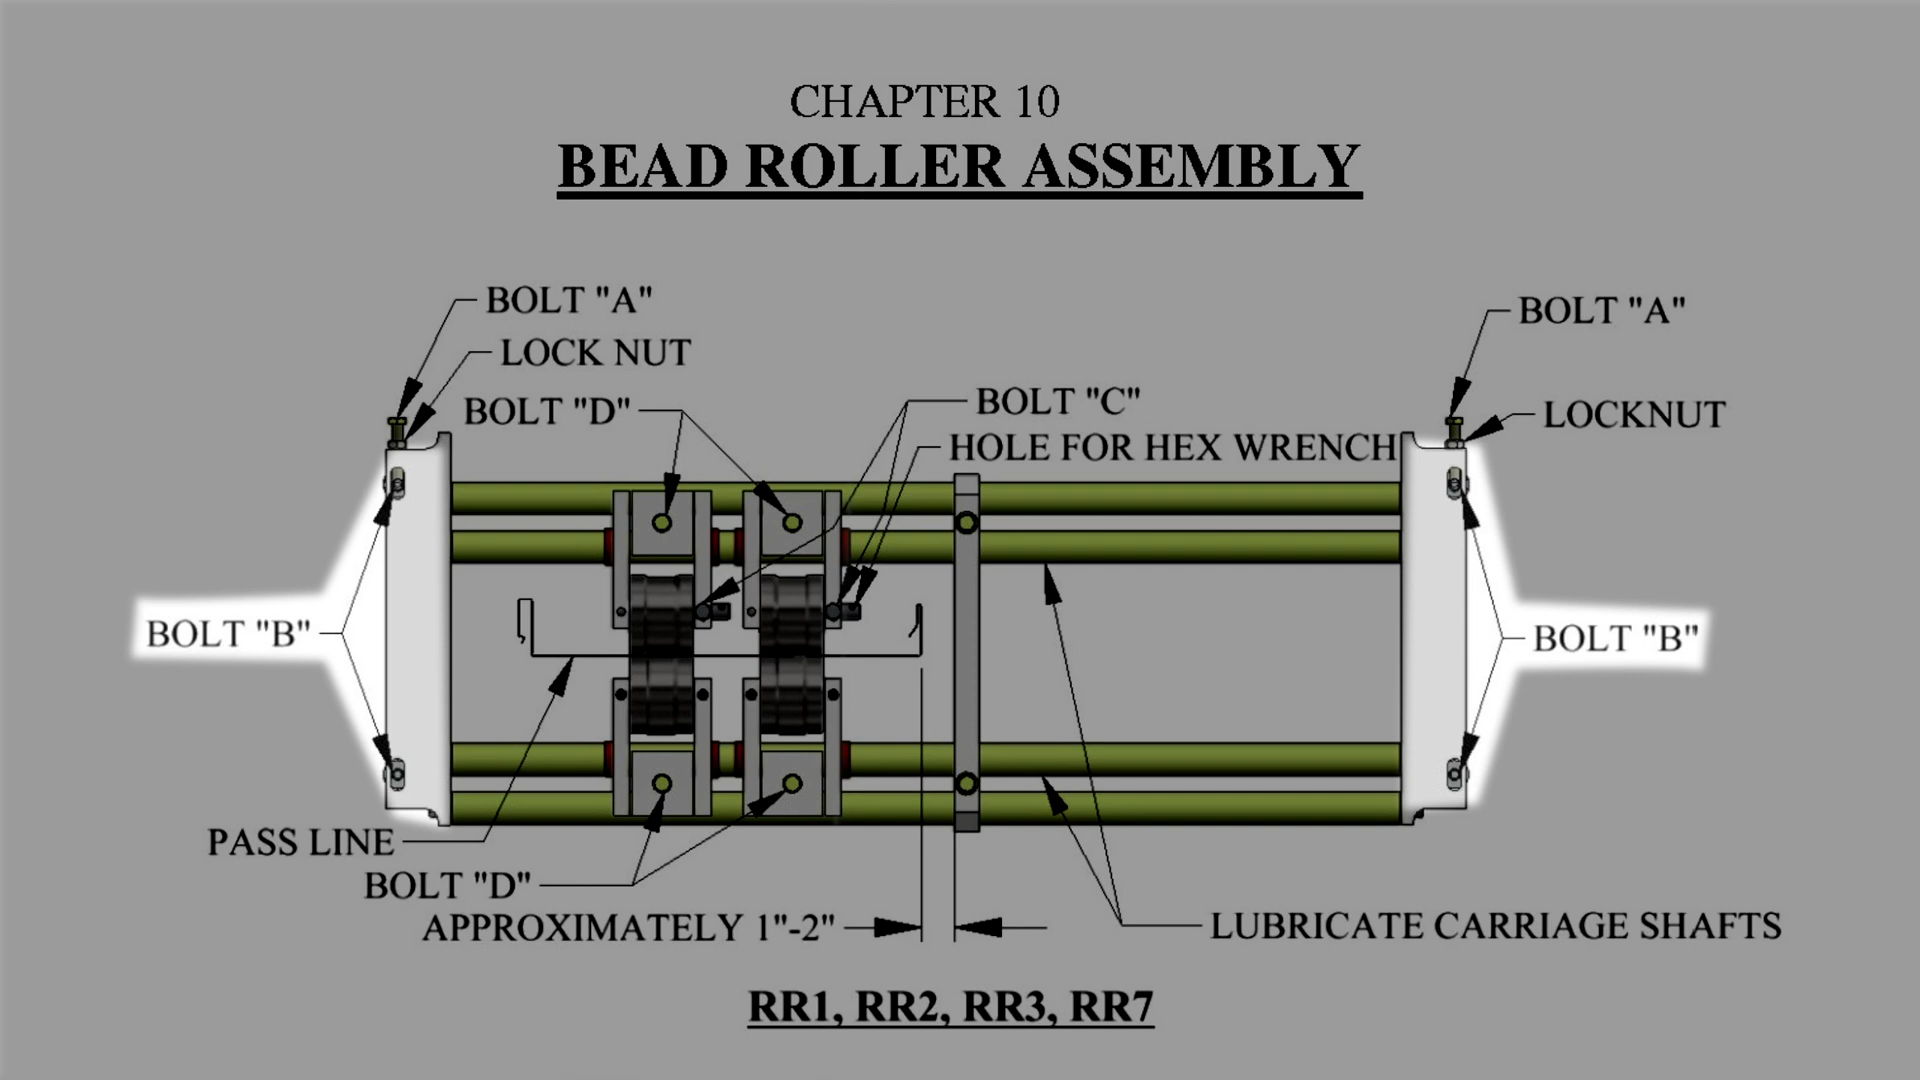 CHAPTER 10
BEAD ROLLER ASSEMBLY
BOLT "A"
BOLT "A"
LOCK NUT
BOLT "D"
BOLT "C"
LOCKNUT
HOLE FOR HEX WRENCH
BOLT "B"
BOLT "B"
PASS LINE
BOLT "D"
APPROXIMATELY 1"-2"
LUBRICATE CARRIAGE SHAFTS
RR1, RR2, RR3, RR7